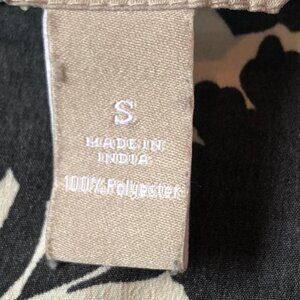 S
MADE IN
INDIA
100% Polyester